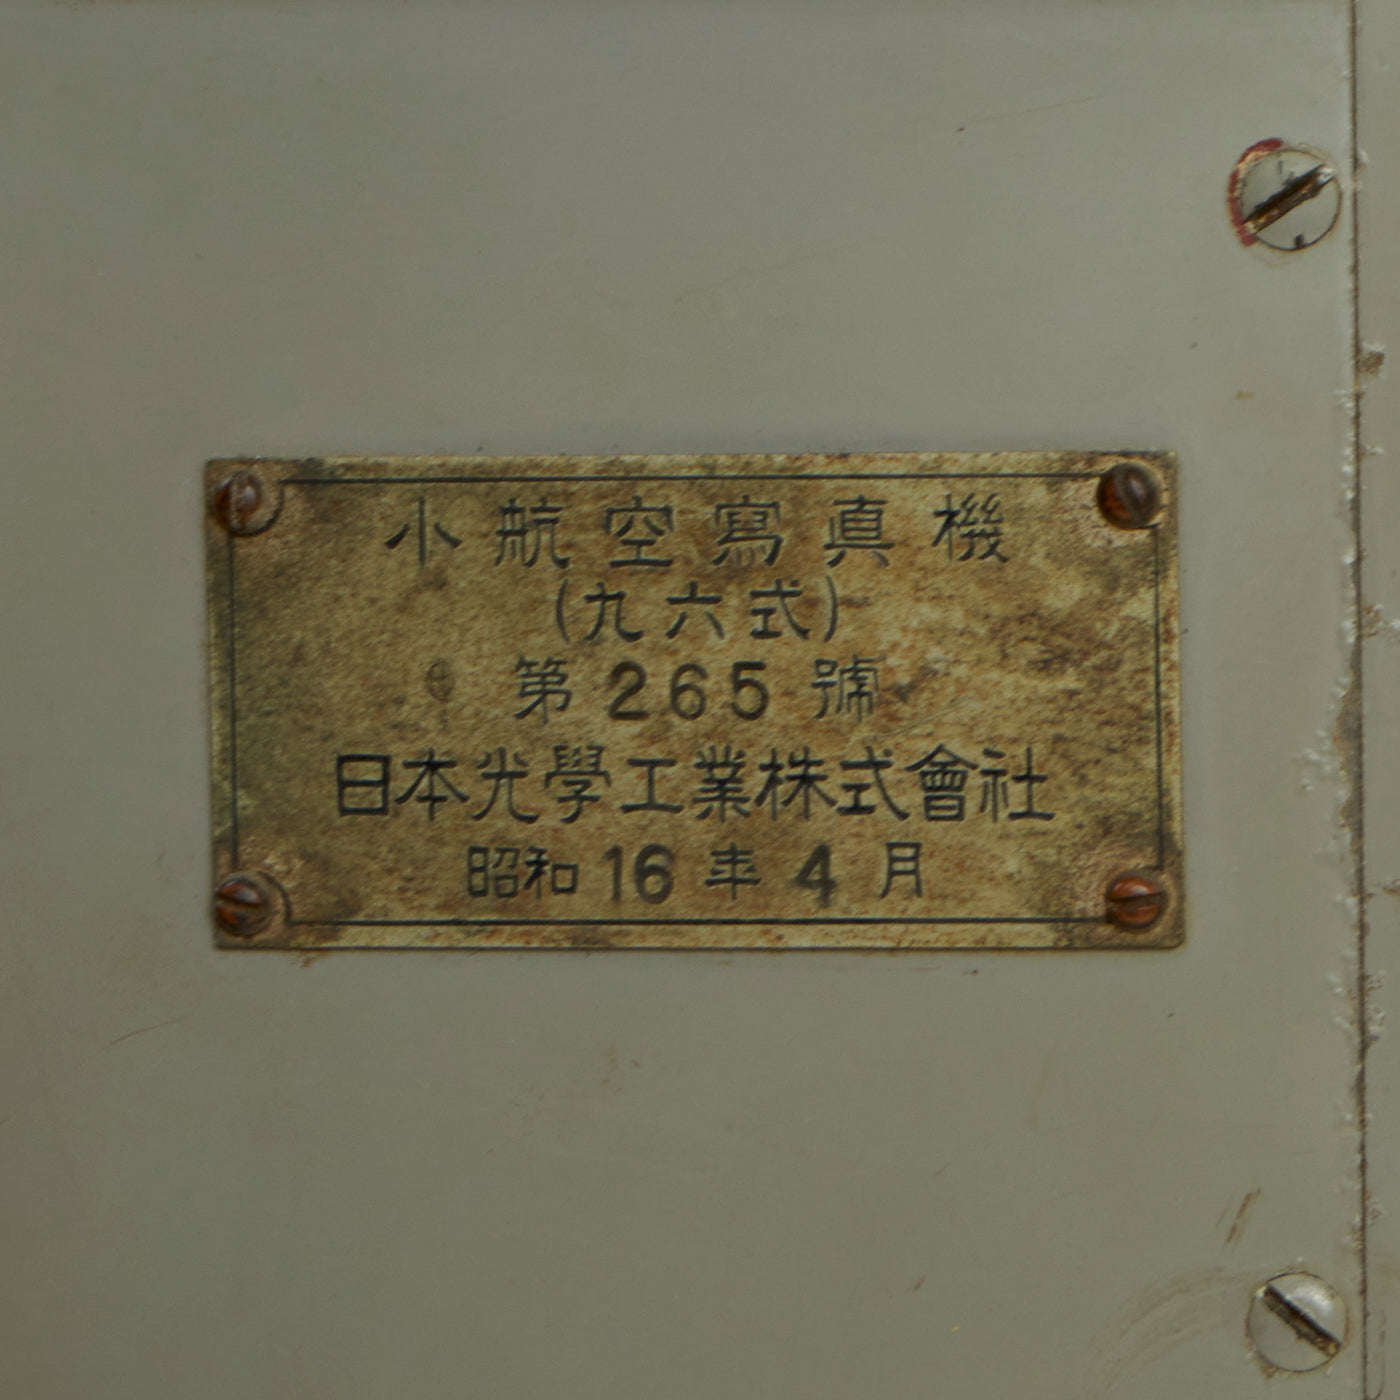 小航空寫真機
(九六式)
第265號
日本光學工業株式會社
昭和16年4月